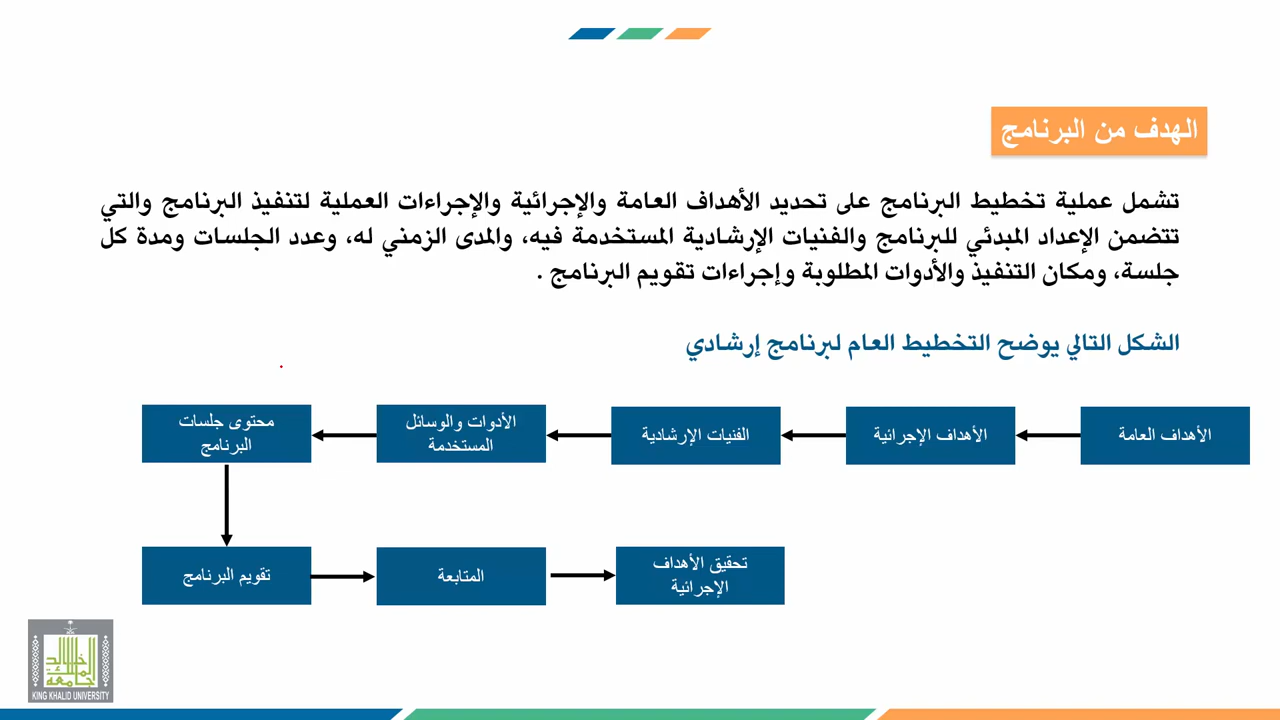 الهدف من البرنامج
تشمل عملية تخطيط البرنامج على تحديد الأهداف العامة والإجرائية والإجراءات العملية لتنفيذ البرنامج والتي
تتضمن الإعداد المبدئي للبرنامج والفنيات الإرشادية المستخدمة فيه، والمدى الزمني له، وعدد الجلسات ومدة كل
جلسة، ومكان التنفيذ والأدوات المطلوبة وإجراءات تقويم البرنامج .
الشكل التالي يوضح التخطيط العام لبرنامج إرشادي
الأهداف العامة
الأهداف الإجرائية
الفنيات الإرشادية
الأدوات والوسائل
المستخدمة
محتوى جلسات
البرنامج
تقويم البرنامج
المتابعة
تحقيق الأهداف
الإجرائية
جامعة الملك خالد
KING KHALID UNIVERSITY